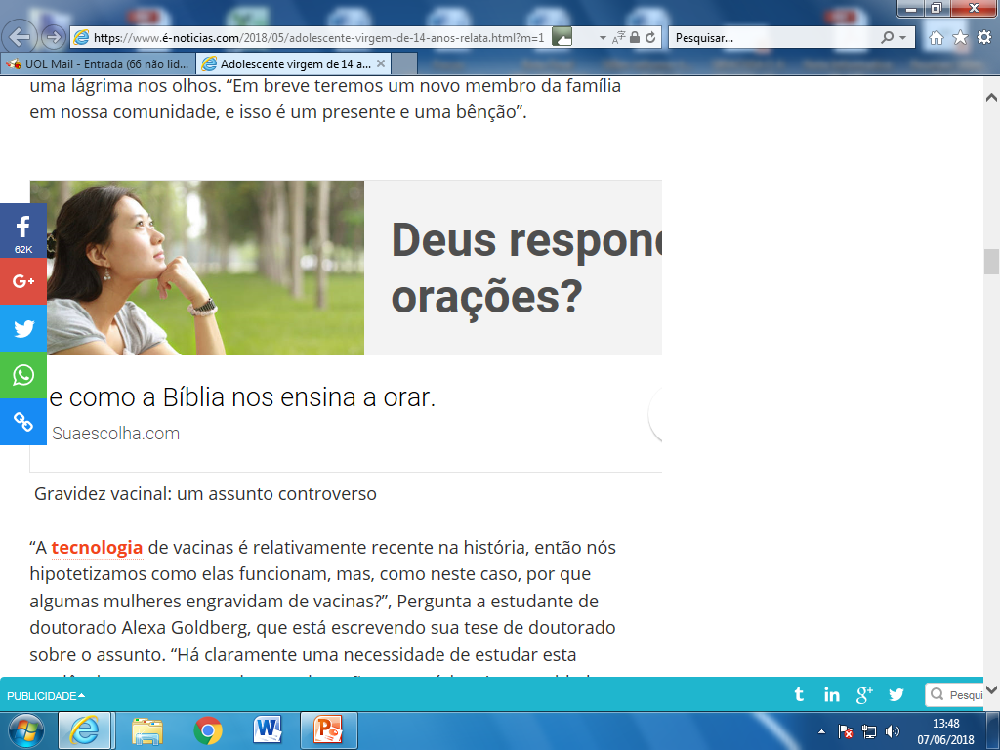 https://www.é-noticias.com/2018/05/adolescente-virgem-de-14-anos-relata.html?m=1
Pesquisar...
UOL Mail - Entrada (66 não lid...
Adolescente virgem de 14 a...
uma lágrima nos olhos. “Em breve teremos um novo membro da família
em nossa comunidade, e isso é um presente e uma bênção”.
62K
Deus respon
orações?
e como a Bíblia nos ensina a orar.
Suaescolha.com
Gravidez vacinal: um assunto controverso
“A tecnologia de vacinas é relativamente recente na história, então nós
hipotetizamos como elas funcionam, mas, como neste caso, por que
algumas mulheres engravidam de vacinas?”, Pergunta a estudante de
doutorado Alexa Goldberg, que está escrevendo sua tese de doutorado
sobre o assunto. “Há claramente uma necessidade de estudar esta
PUBLICIDADE
Pesqui
13:48
07/06/2018